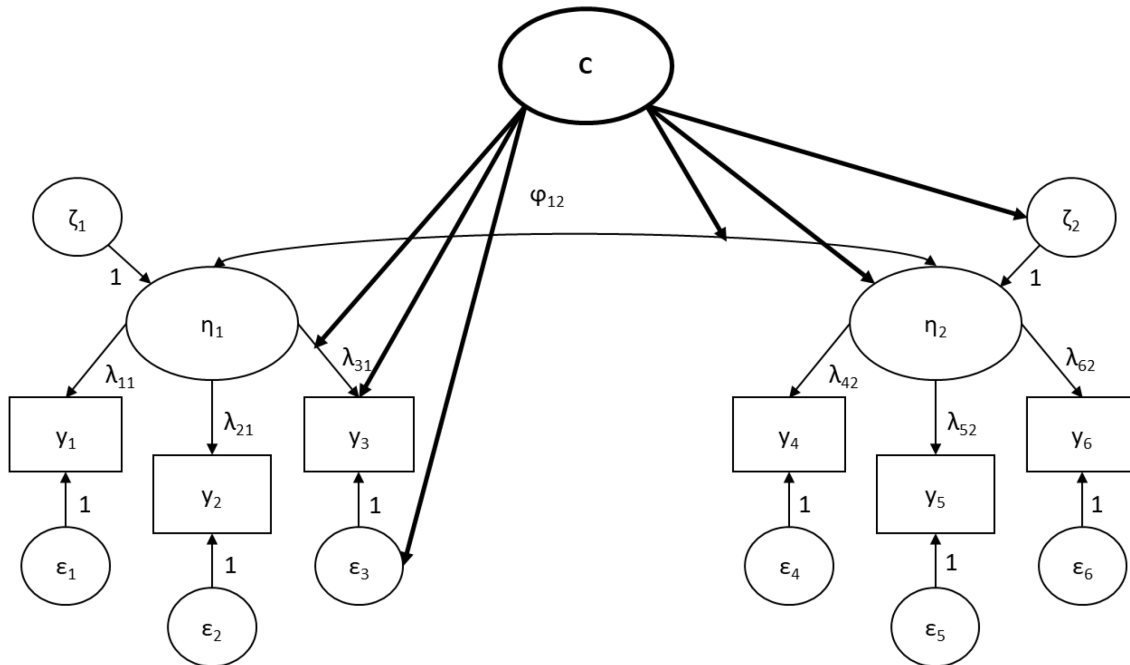 C
φ₁₂
ζ₁
ζ₂
1
1
η₁
η₂
λ₁₁
λ₃₁
λ₄₂
λ₆₂
λ₂₁
λ₅₂
y₁
y₃
y₄
y₆
y₂
y₅
1
1
1
1
1
1
ε₁
ε₃
ε₄
ε₆
ε₂
ε₅